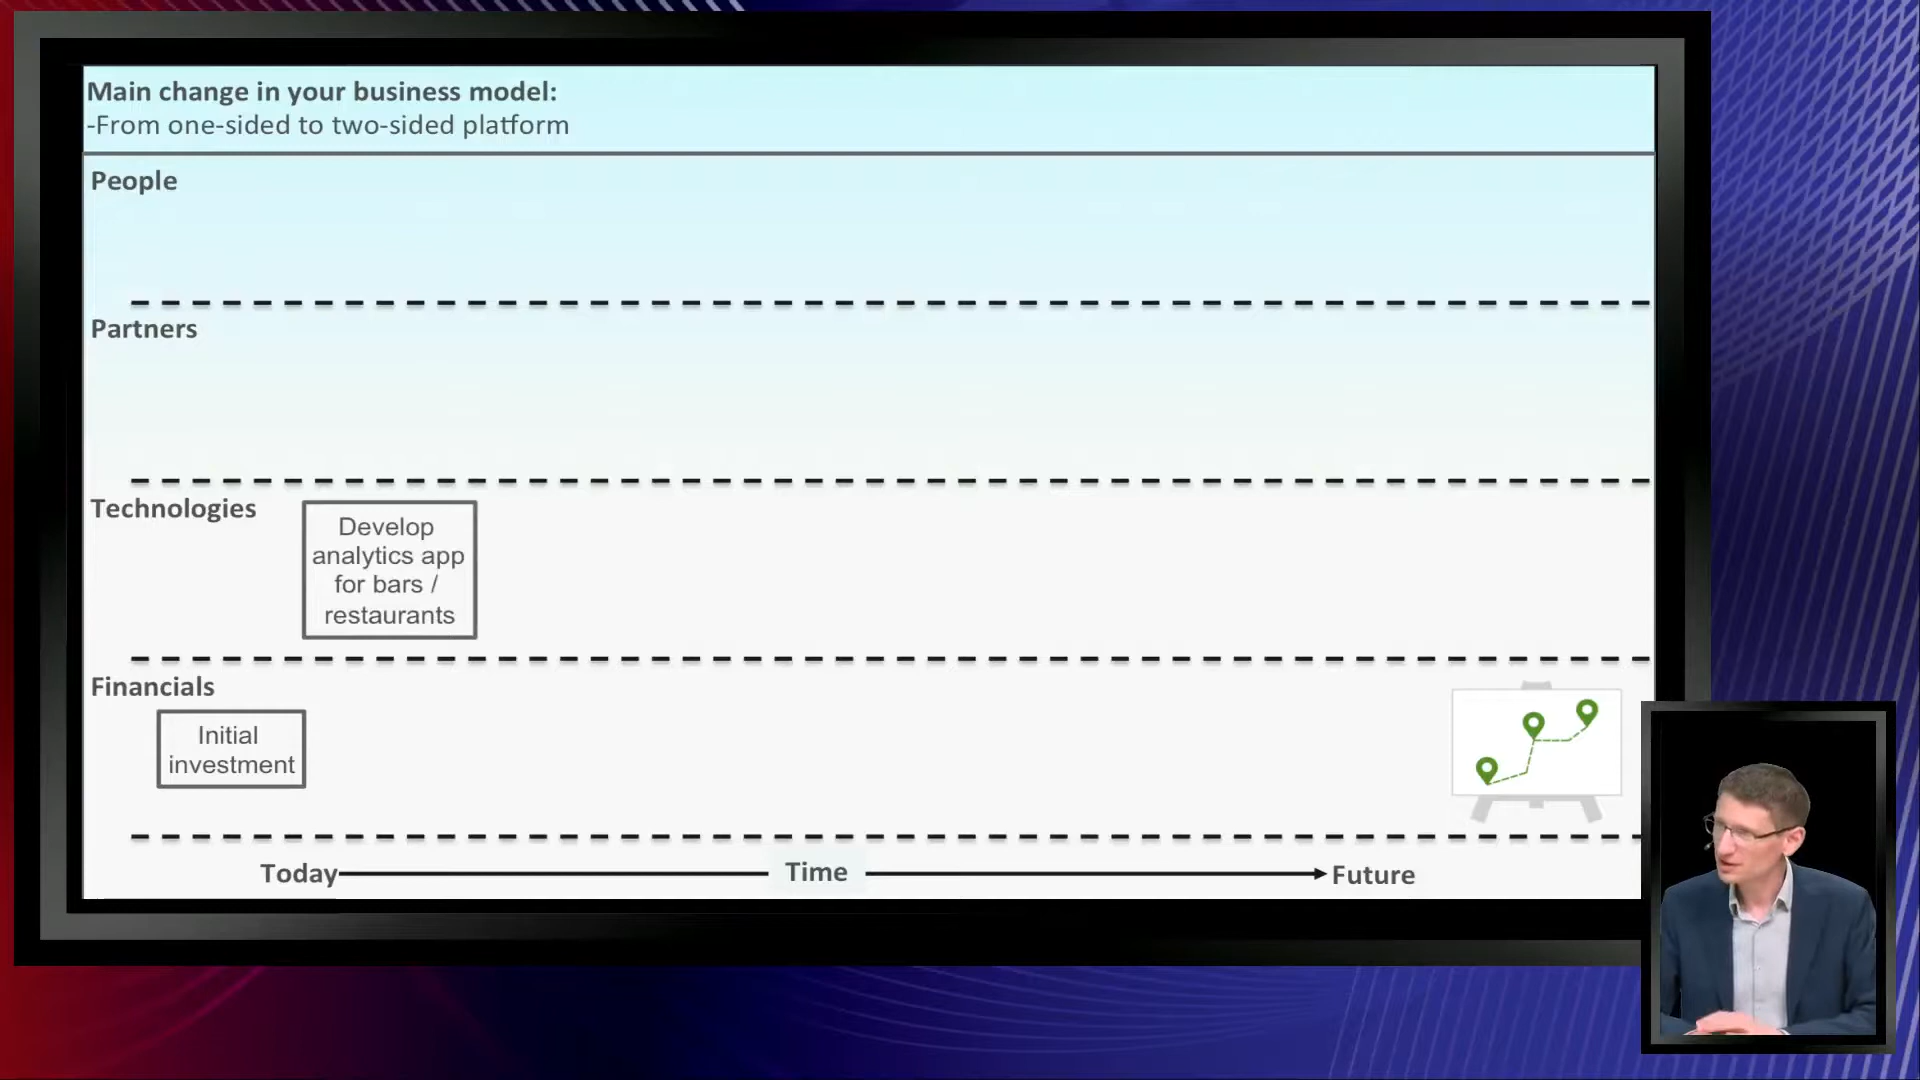 Main change in your business model:
-From one-sided to two-sided platform
People
Partners
Technologies
Develop
analytics app
for bars /
restaurants
Financials
Initial
investment
Today
Time
Future